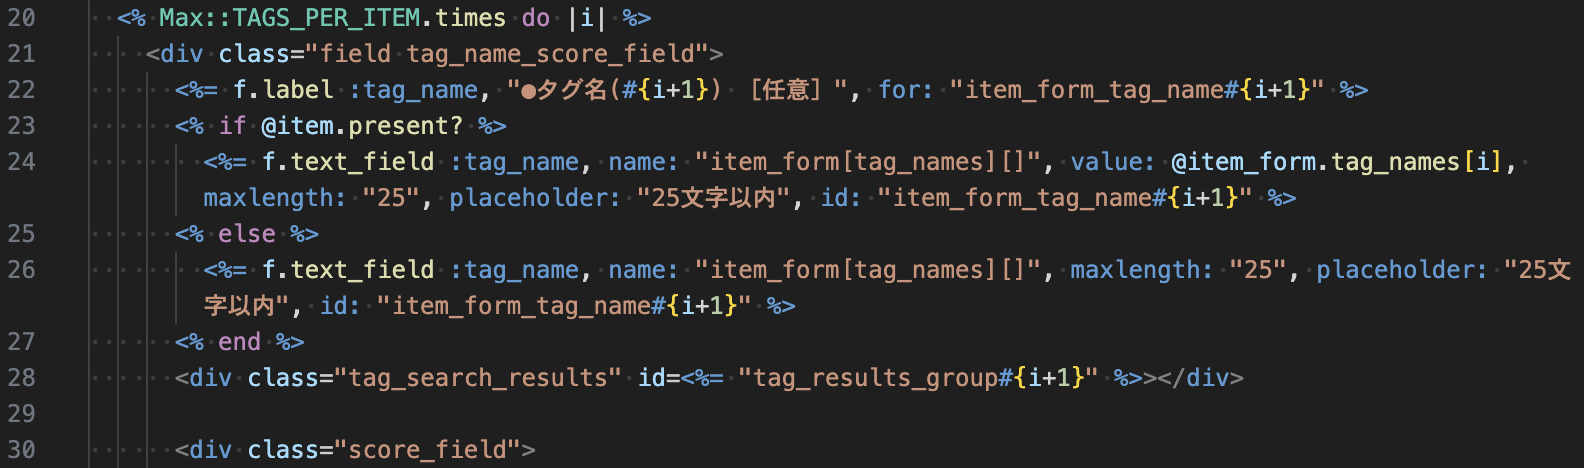 20 <% Max::TAGS_PER_ITEM.times do |i| %>
21 <div class="field tag_name_score_field">
22 <%= f.label :tag_name, "●タグ名(#{i+1}) [任意] ", for: "item_form_tag_name#{i+1}" %>
23 <% if @item.present? %>
24 <%= f.text_field :tag_name, name: "item_form[tag_names][]", value: @item_form.tag_names[i],
maxlength: "25", placeholder: "25文字以内", id: "item_form_tag_name#{i+1}" %>
25 <% else %>
26 <%= f.text_field :tag_name, name: "item_form[tag_names][]", maxlength: "25", placeholder: "25文
字以内", id: "item_form_tag_name#{i+1}" %>
27 <% end %>
28 <div class="tag_search_results" id=<%= "tag_results_group#{i+1}" %>></div>
29
30 <div class="score_field">